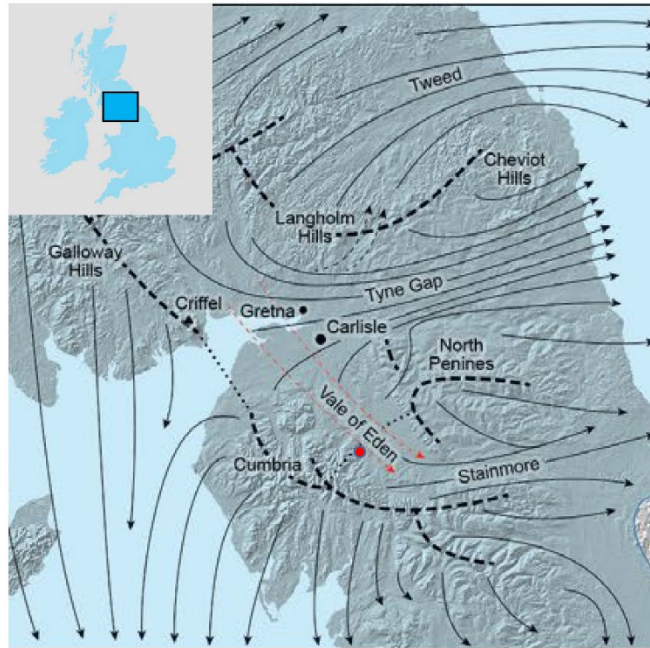 Tweed
Cheviot
Hills
Langholm
Hills
Galloway
Hills
Tyne Gap
Criffel
Gretna
Carlisle
North
Penines
Vale of Eden
Cumbria
Stainmore